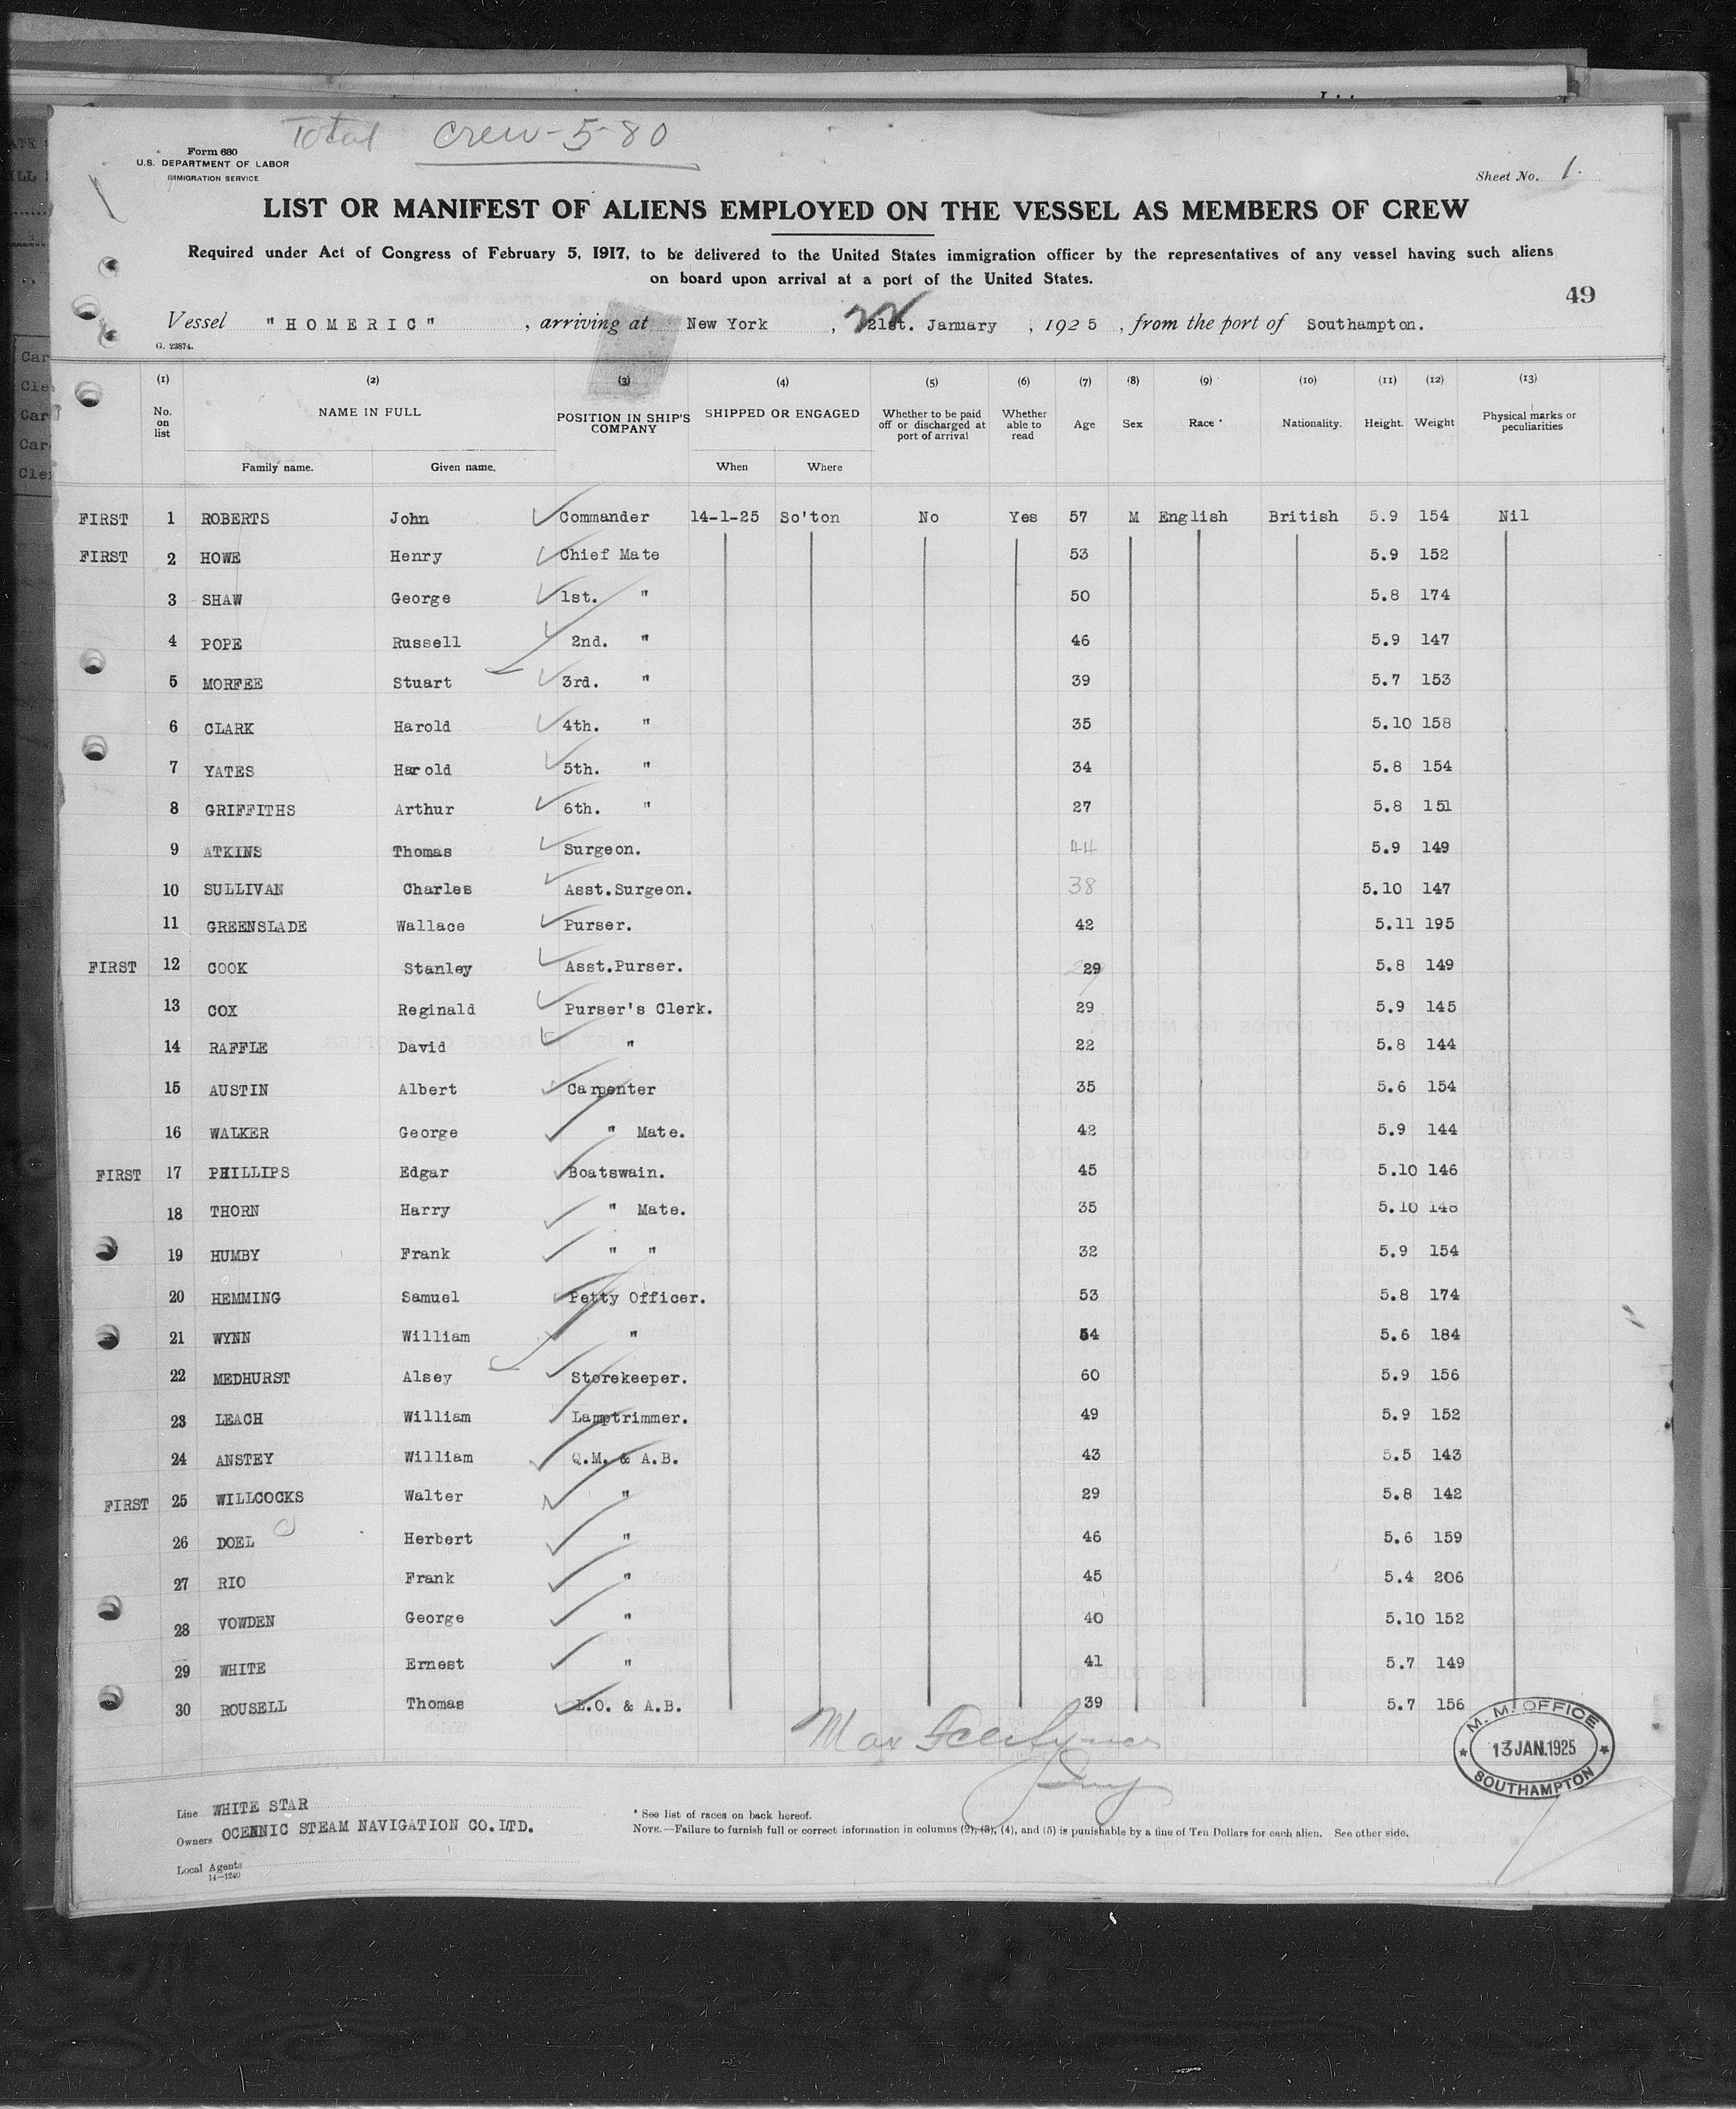 Total crew-580
Form 680
U.S. DEPARTMENT OF LABOR
IMMIGRATION SERVICE
Sheet No. 1.
LIST OR MANIFEST OF ALIENS EMPLOYED ON THE VESSEL AS MEMBERS OF CREW
Required under Act of Congress of February 5, 1917, to be delivered to the United States immigration officer by the representatives of any vessel having such aliens
on board upon arrival at a port of the United States.
49
Vessel "HOMERIC" , arriving at New York , 21st. January , 1925 , from the port of Southampton.
G. 23874.
(1) (2) (3) (4) (5) (6) (7) (8) (9) (10) (11) (12) (13)
No. on list NAME IN FULL POSITION IN SHIP'S COMPANY SHIPPED OR ENGAGED Whether to be paid off or discharged at port of arrival Whether able to read Age Sex Race * Nationality. Height. Weight Physical marks or peculiarities
Family name. Given name. When Where
FIRST 1 ROBERTS John Commander 14-1-25 So'ton No Yes 57 M English British 5.9 154 Nil
FIRST 2 HOWE Henry Chief Mate 53 5.9 152
3 SHAW George 1st. " 50 5.8 174
4 POPE Russell 2nd. " 46 5.9 147
5 MORFEE Stuart 3rd. " 39 5.7 153
6 CLARK Harold 4th. " 35 5.10 158
7 YATES Harold 5th. " 34 5.8 154
8 GRIFFITHS Arthur 6th. " 27 5.8 151
9 ATKINS Thomas Surgeon. 44 5.9 149
10 SULLIVAN Charles Asst.Surgeon. 38 5.10 147
11 GREENSLADE Wallace Purser. 42 5.11 195
FIRST 12 COOK Stanley Asst.Purser. 29 5.8 149
13 COX Reginald Purser's Clerk. 29 5.9 145
14 RAFFLE David " 22 5.8 144
15 AUSTIN Albert Carpenter 35 5.6 154
16 WALKER George " Mate. 42 5.9 144
FIRST 17 PHILLIPS Edgar Boatswain. 45 5.10 146
18 THORN Harry " Mate. 35 5.10
19 HUMBY Frank " " 32 5.9 154
20 HEMMING Samuel Petty Officer. 53 5.8 174
21 WYNN William " 54 5.6 184
22 MEDHURST Alsey Storekeeper. 60 5.9 156
23 LEACH William Lamptrimmer. 49 5.9 152
24 ANSTEY William Q.M. & A.B. 43 5.5 143
FIRST 25 WILLCOCKS Walter " 29 5.8 142
26 DOEL Herbert " 46 5.6 159
27 RIO Frank " 45 5.4 206
28 VOWDEN George " 40 5.10 152
29 WHITE Ernest " 41 5.7 149
30 ROUSELL Thomas L.O. & A.B. 39 5.7 156
Max
M. M. OFFICE
13 JAN. 1925
SOUTHAMPTON
Line WHITE STAR
Owners OCEANIC STEAM NAVIGATION CO.LTD.
Local Agents
14-1240
* See list of races on back hereof.
NOTE.—Failure to furnish full or correct information in columns (2), (3), (4), and (5) is punishable by a fine of Ten Dollars for each alien. See other side.